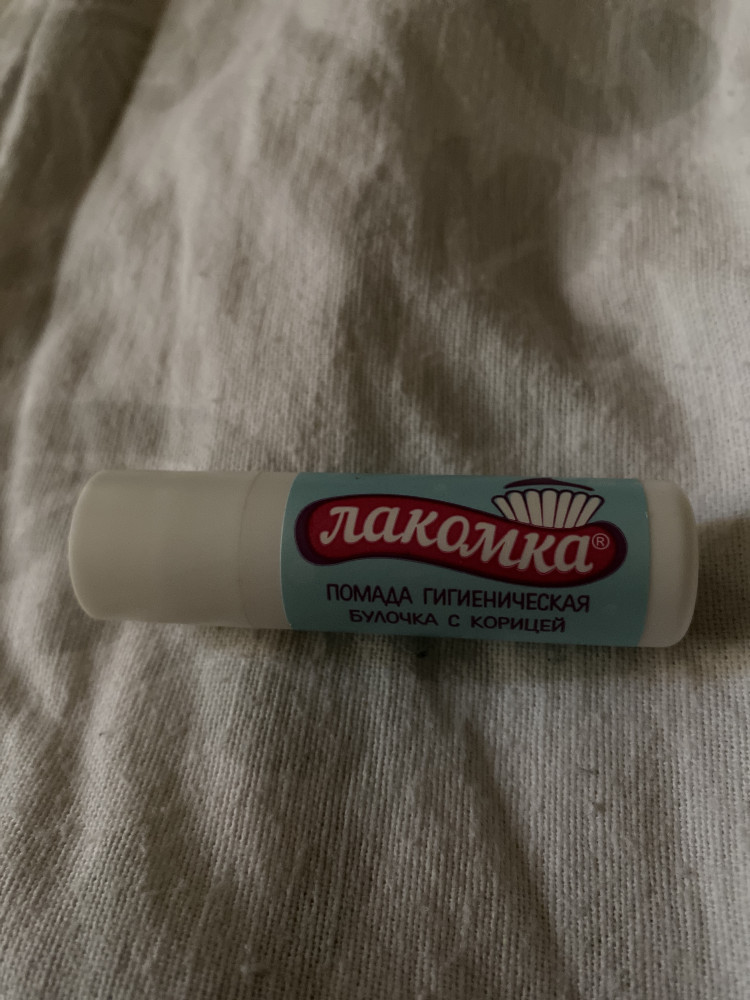 лакомка®
ПОМАДА ГИГИЕНИЧЕСКАЯ
БУЛОЧКА С КОРИЦЕЙ